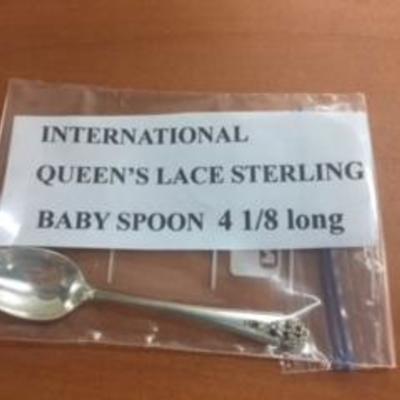 INTERNATIONAL
QUEEN'S LACE STERLING
BABY SPOON 4 1/8 long